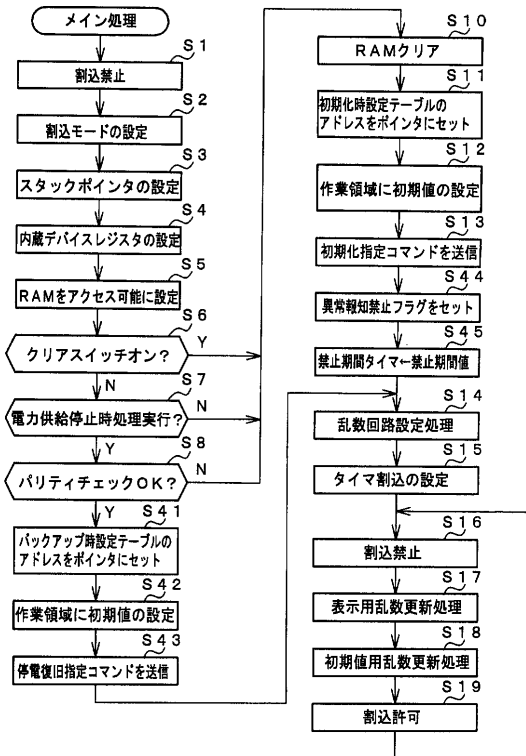 メイン処理
S1
割込禁止
S2
割込モードの設定
S3
スタックポインタの設定
S4
内蔵デバイスレジスタの設定
S5
RAMをアクセス可能に設定
S6
クリアスイッチオン?
Y
N
S7
電力供給停止時処理実行?
N
Y
S8
パリティチェックOK?
N
Y
S41
バックアップ時設定テーブルの
アドレスをポインタにセット
S42
作業領域に初期値の設定
S43
停電復旧指定コマンドを送信
S10
RAMクリア
S11
初期化時設定テーブルの
アドレスをポインタにセット
S12
作業領域に初期値の設定
S13
初期化指定コマンドを送信
S44
異常報知禁止フラグをセット
S45
禁止期間タイマ←禁止期間値
S14
乱数回路設定処理
S15
タイマ割込の設定
S16
割込禁止
S17
表示用乱数更新処理
S18
初期値用乱数更新処理
S19
割込許可